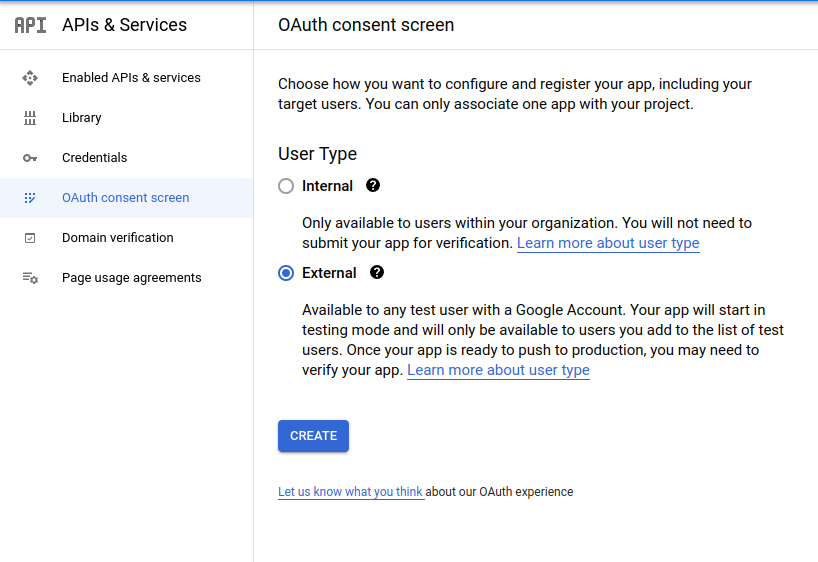 API APIs & Services
OAuth consent screen
Enabled APIs & services
Library
Credentials
OAuth consent screen
Domain verification
Page usage agreements
Choose how you want to configure and register your app, including your
target users. You can only associate one app with your project.
User Type
Internal ?
Only available to users within your organization. You will not need to
submit your app for verification. Learn more about user type
External ?
Available to any test user with a Google Account. Your app will start in
testing mode and will only be available to users you add to the list of test
users. Once your app is ready to push to production, you may need to
verify your app. Learn more about user type
CREATE
Let us know what you think about our OAuth experience